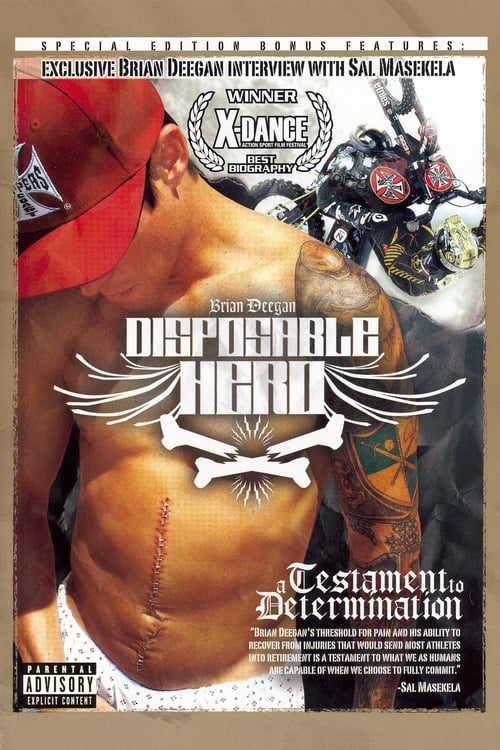 SPECIAL EDITION BONUS FEATURES:
EXCLUSIVE BRIAN DEEGAN INTERVIEW WITH SAL MASEKELA
WINNER
X-DANCE
ACTION SPORT FILM FESTIVAL
BEST
BIOGRAPHY
etnies
Brian Deegan
DISPOSABLE
HERO
a Testament to
Determination
"BRIAN DEEGAN'S THRESHOLD FOR PAIN AND HIS ABILITY TO
RECOVER FROM INJURIES THAT WOULD SEND MOST ATHLETES
INTO RETIREMENT IS A TESTAMENT TO WHAT WE AS HUMANS
ARE CAPABLE OF WHEN WE CHOOSE TO FULLY COMMIT."
-SAL MASEKELA
PARENTAL
ADVISORY
EXPLICIT CONTENT